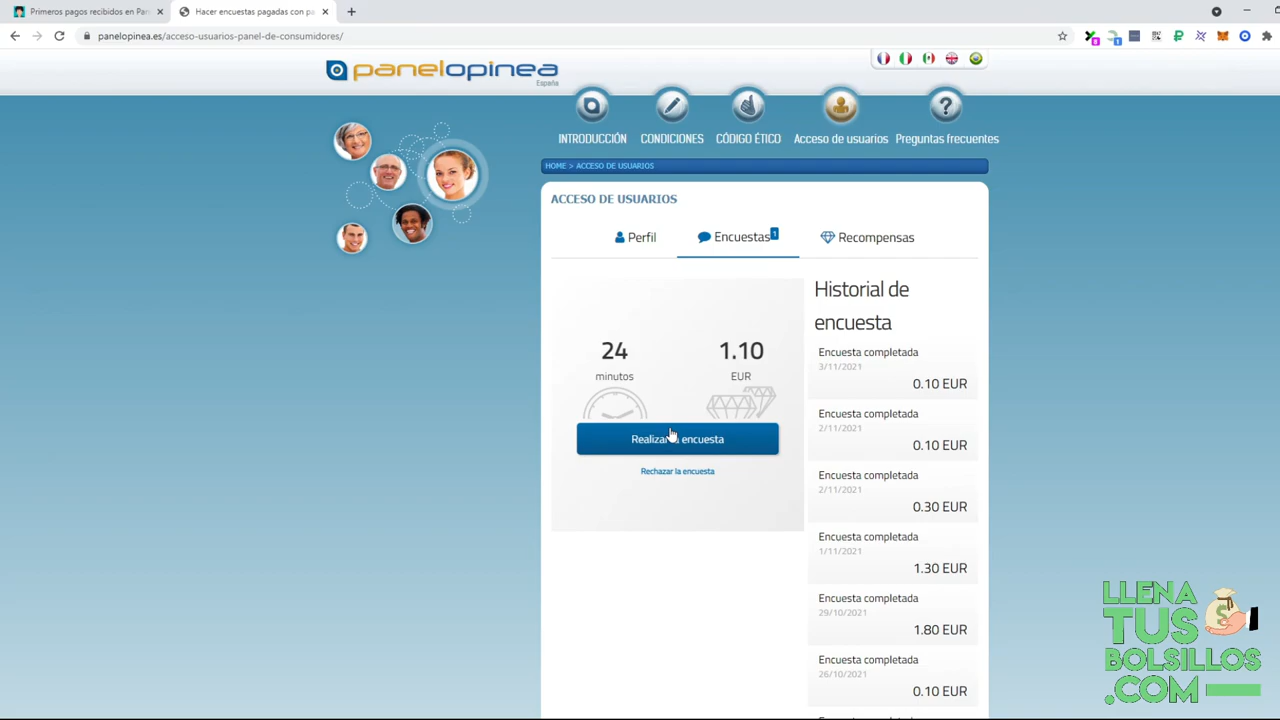 Primeros pagos recibidos en Pan
Hacer encuestas pagadas con pa
panelopinea.es/acceso-usuarios-panel-de-consumidores/
panelopinea
España
INTRODUCCIÓN
CONDICIONES
CÓDIGO ÉTICO
Acceso de usuarios
Preguntas frecuentes
HOME > ACCESO DE USUARIOS
ACCESO DE USUARIOS
Perfil
Encuestas 1
Recompensas
24
minutos
1.10
EUR
Realizar encuesta
Rechazar la encuesta
Historial de
encuesta
Encuesta completada
3/11/2021
0.10 EUR
Encuesta completada
2/11/2021
0.10 EUR
Encuesta completada
2/11/2021
0.30 EUR
Encuesta completada
1/11/2021
1.30 EUR
Encuesta completada
29/10/2021
1.80 EUR
Encuesta completada
26/10/2021
0.10 EUR
LLENA
TUS
BOLSILLOS
.COM